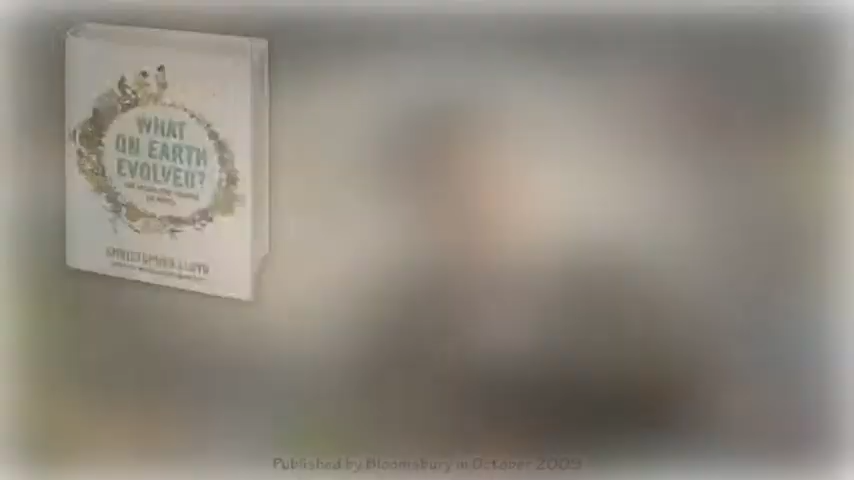 WHAT
ON EARTH
EVOLVED?
CHRISTOPHER LLOYD
Published by Bloomsbury in October 2009